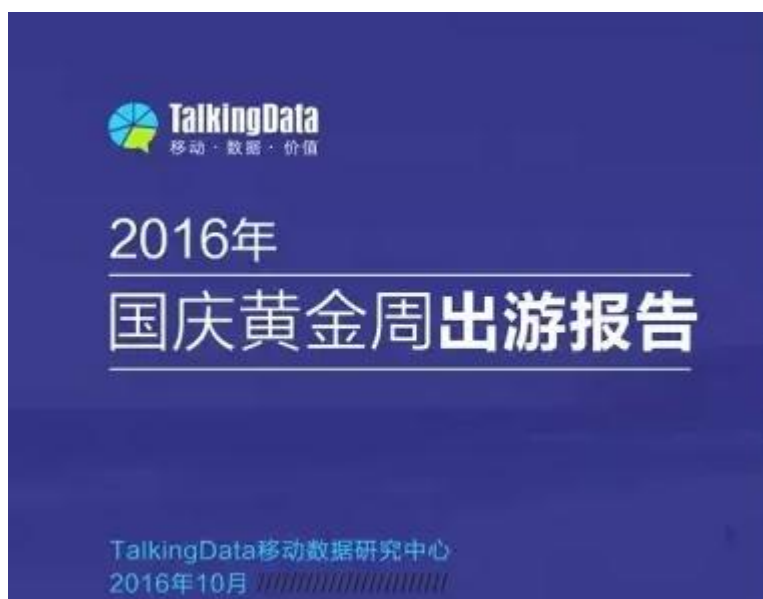 TalkingData
移动·数据·价值
2016年
国庆黄金周出游报告
TalkingData移动数据研究中心
2016年10月